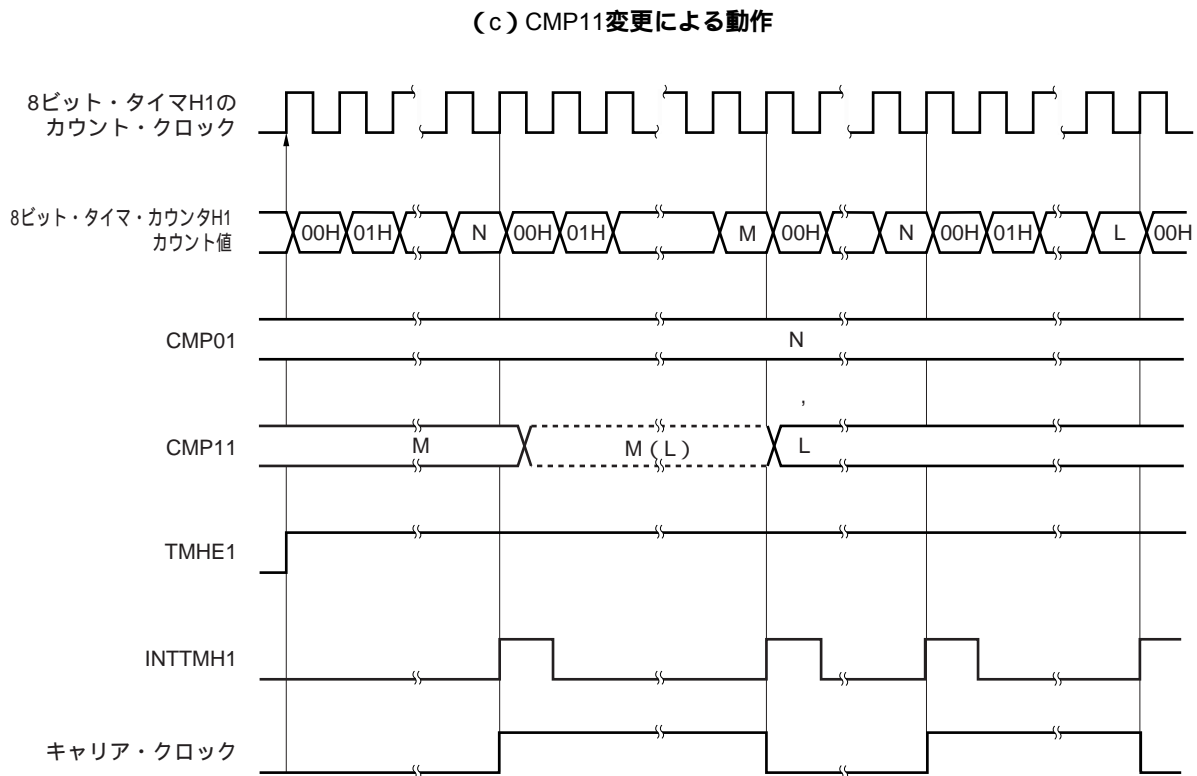 （c）CMP11変更による動作
8ビット・タイマH1の
カウント・クロック
8ビット・タイマ・カウンタH1
カウント値
00H 01H N 00H 01H M 00H N 00H 01H L 00H
CMP01
N
,
CMP11
M M（L） L
TMHE1
INTTMH1
キャリア・クロック